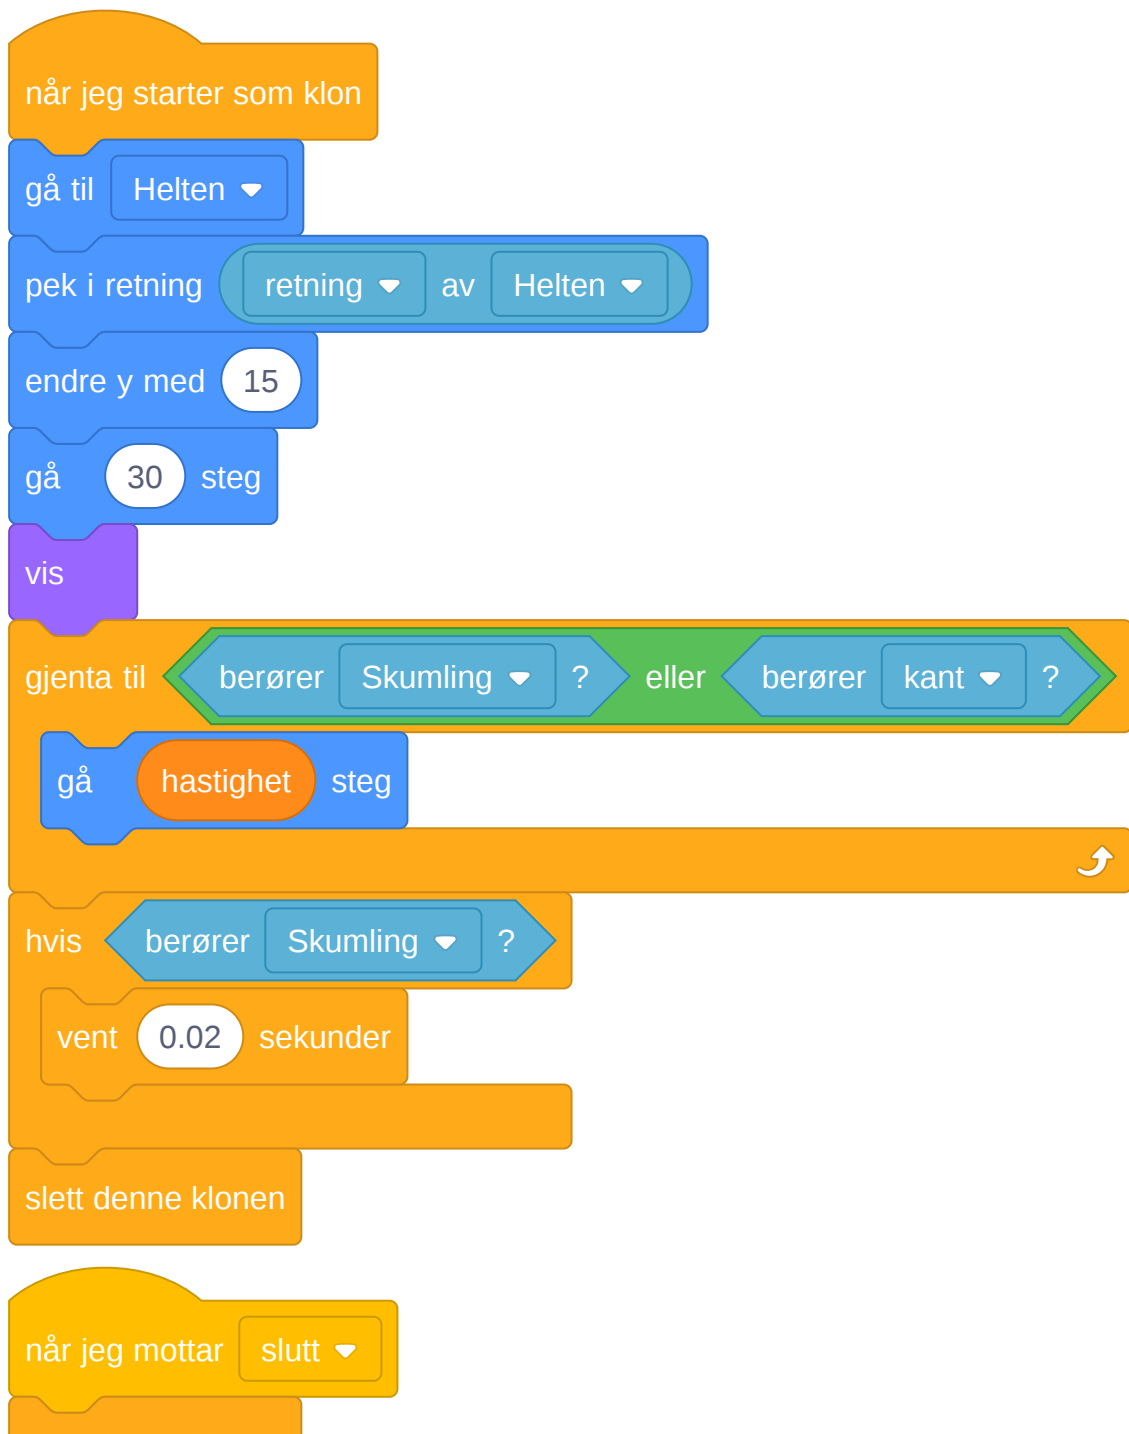 når jeg starter som klon
gå til Helten
pek i retning retning av Helten
endre y med 15
gå 30 steg
vis
gjenta til berører Skumling ? eller berører kant ?
gå hastighet steg
hvis berører Skumling ?
vent 0.02 sekunder
slett denne klonen
når jeg mottar slutt